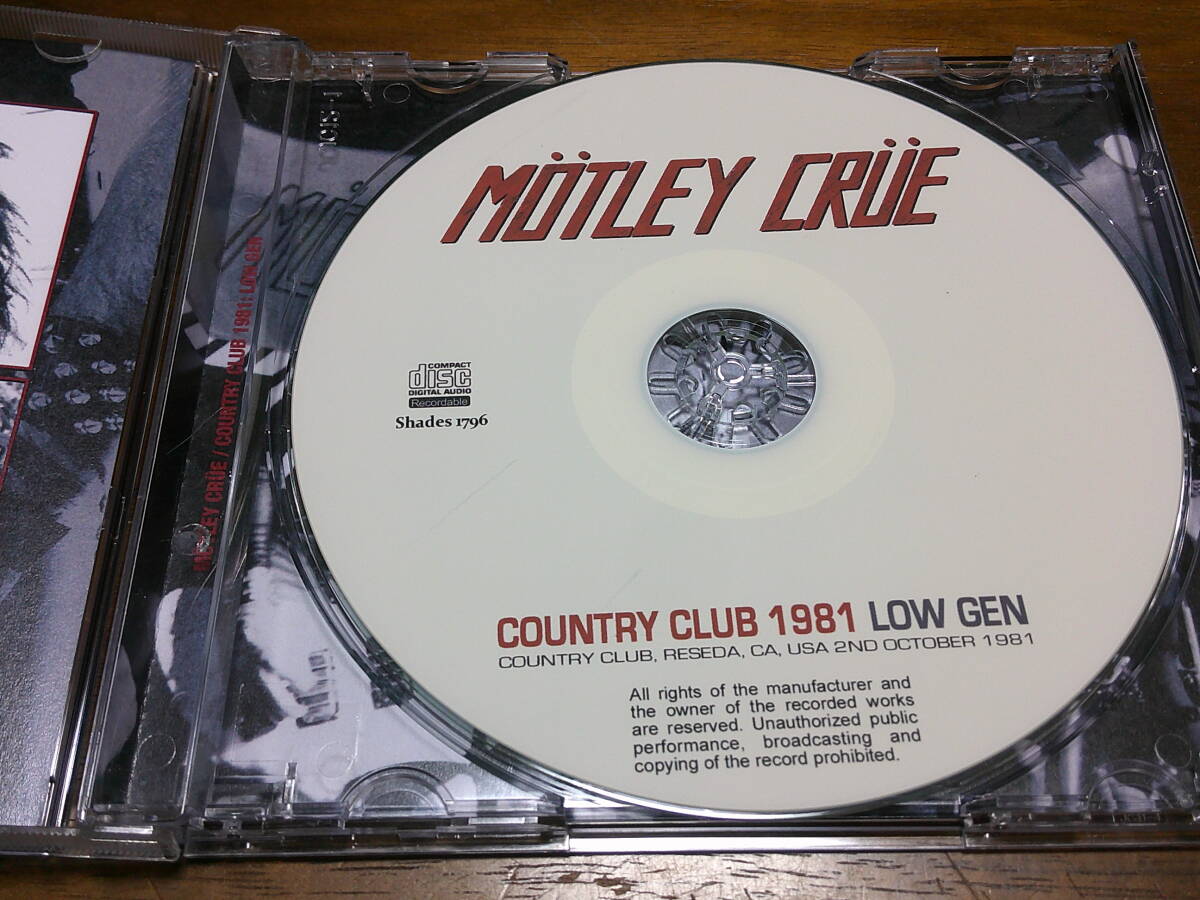 MÖTLEY CRÜE
COMPACT
disc
DIGITAL AUDIO
Recordable
Shades 1796
COUNTRY CLUB 1981 LOW GEN
COUNTRY CLUB, RESEDA, CA, USA 2ND OCTOBER 1981
All rights of the manufacturer and
the owner of the recorded works
are reserved. Unauthorized public
performance, broadcasting and
copying of the record prohibited.
MÖTLEY CRÜE / COUNTRY CLUB 1981: LOW GEN